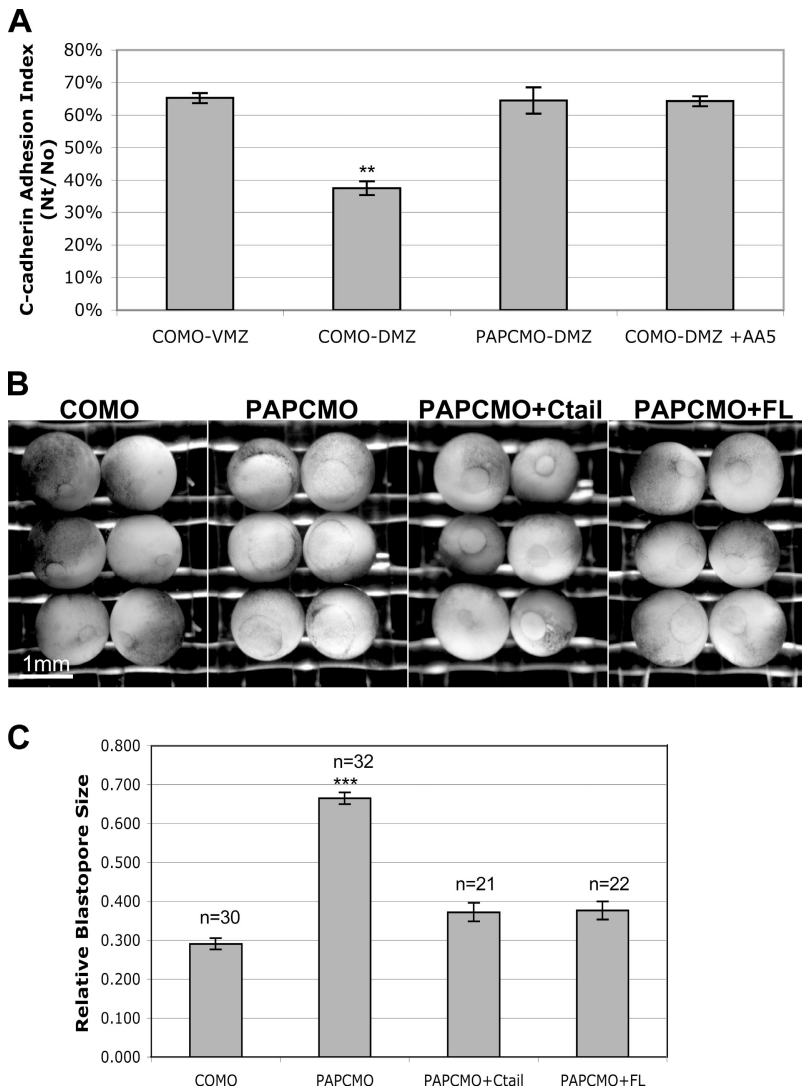 A
C-cadherin Adhesion Index
(Nt/No)
80%
70%
60%
50%
40%
30%
20%
10%
0%
**
COMO-VMZ
COMO-DMZ
PAPCMO-DMZ
COMO-DMZ +AA5
B
COMO
PAPCMO
PAPCMO+Ctail
PAPCMO+FL
1mm
C
Relative Blastopore Size
0.800
0.700
0.600
0.500
0.400
0.300
0.200
0.100
0.000
n=30
n=32
***
n=21
n=22
COMO
PAPCMO
PAPCMO+Ctail
PAPCMO+FL